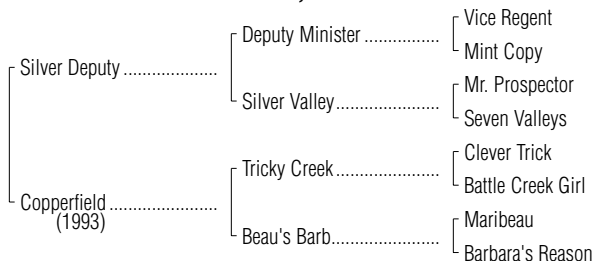 Vice Regent
Deputy Minister ................
Mint Copy
Silver Deputy ....................
Mr. Prospector
Silver Valley......................
Seven Valleys
Clever Trick
Tricky Creek......................
Battle Creek Girl
Copperfield .......................
(1993)
Maribeau
Beau's Barb.......................
Barbara's Reason